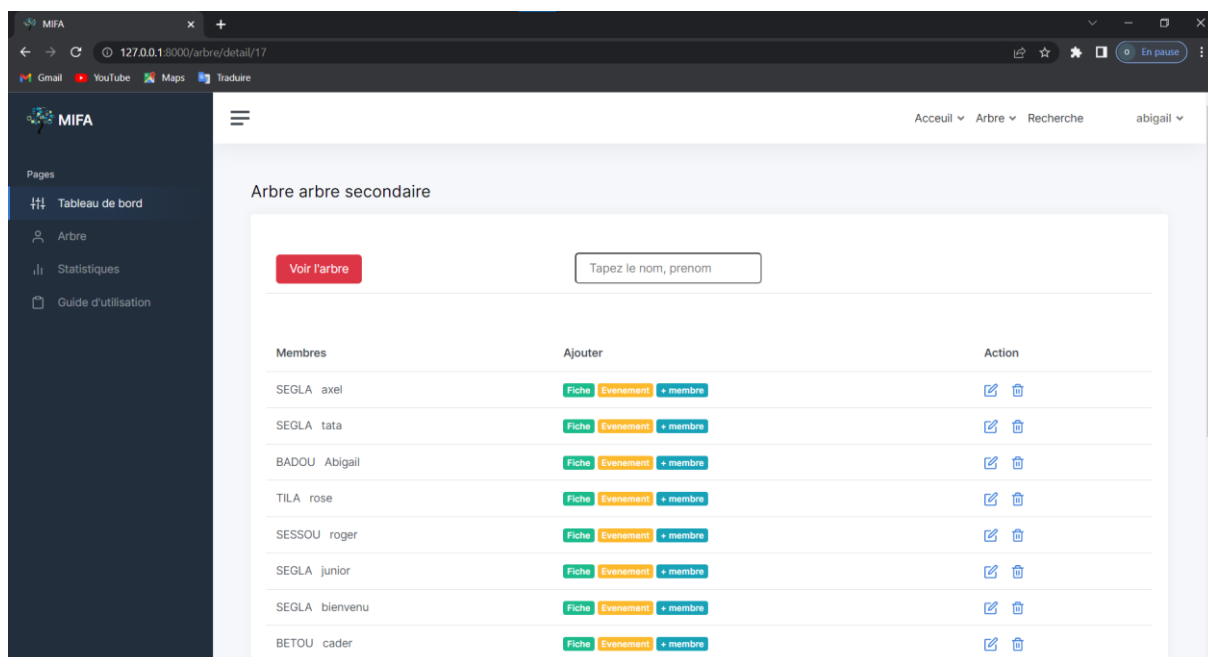 MIFA
127.0.0.1:8000/arbre/detail/17
En pause
Gmail YouTube Maps Traduire
MIFA
Acceuil Arbre Recherche abigail
Pages
Tableau de bord
Arbre
Statistiques
Guide d'utilisation
Arbre arbre secondaire
Voir l'arbre
Tapez le nom, prenom
Membres Ajouter Action
SEGLA axel Fiche Evenement + membre
SEGLA tata Fiche Evenement + membre
BADOU Abigail Fiche Evenement + membre
TILA rose Fiche Evenement + membre
SESSOU roger Fiche Evenement + membre
SEGLA junior Fiche Evenement + membre
SEGLA bienvenu Fiche Evenement + membre
BETOU cader Fiche Evenement + membre